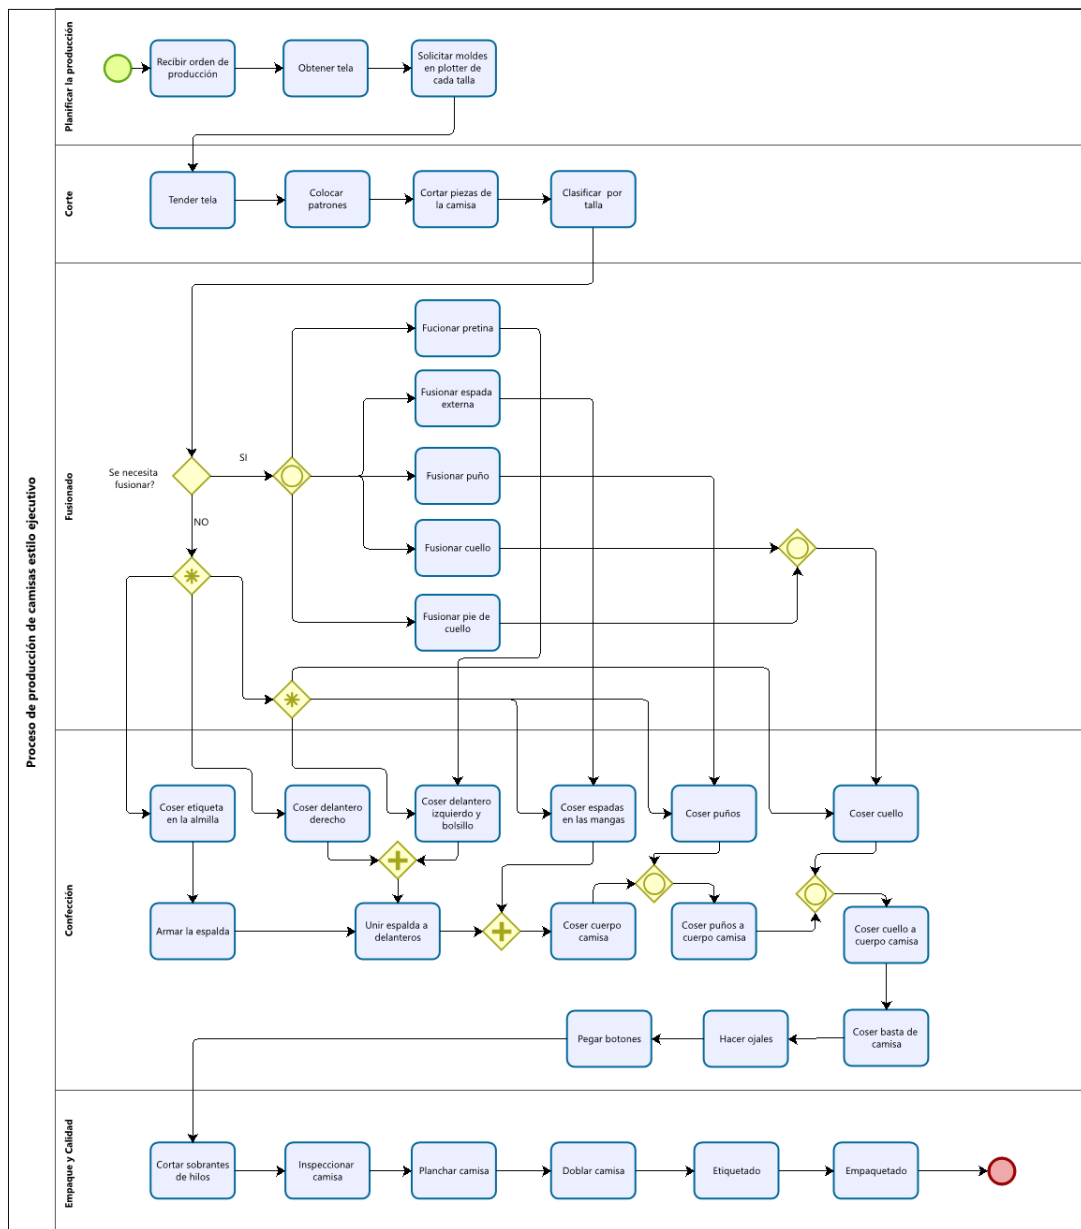 Proceso de producción de camisas estilo ejecutivo
Planificar la producción
Recibir orden de
producción
Obtener tela
Solicitar moldes
en plotter de
cada talla
Corte
Tender tela
Colocar
patrones
Cortar piezas de
la camisa
Clasificar por
talla
Fusionado
Se necesita
fusionar?
SI
NO
Fucionar pretina
Fusionar espada
externa
Fusionar puño
Fusionar cuello
Fusionar pie de
cuello
Confección
Coser etiqueta
en la almilla
Coser delantero
derecho
Coser delantero
izquierdo y
bolsillo
Coser espadas
en las mangas
Coser puños
Coser cuello
Armar la espalda
Unir espalda a
delanteros
Coser cuerpo
camisa
Coser puños a
cuerpo camisa
Coser cuello a
cuerpo camisa
Pegar botones
Hacer ojales
Coser basta de
camisa
Empaque y Calidad
Cortar sobrantes
de hilos
Inspeccionar
camisa
Planchar camisa
Doblar camisa
Etiquetado
Empaquetado